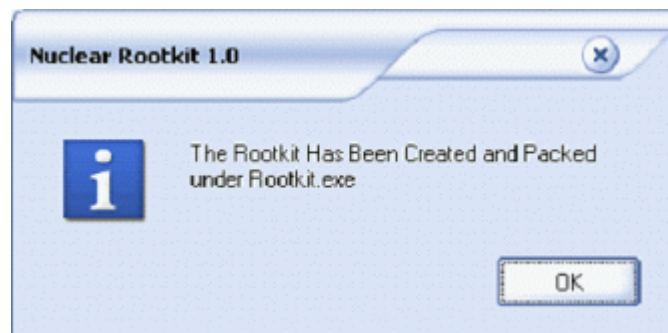 Nuclear Rootkit 1.0
The Rootkit Has Been Created and Packed
under Rootkit.exe
OK